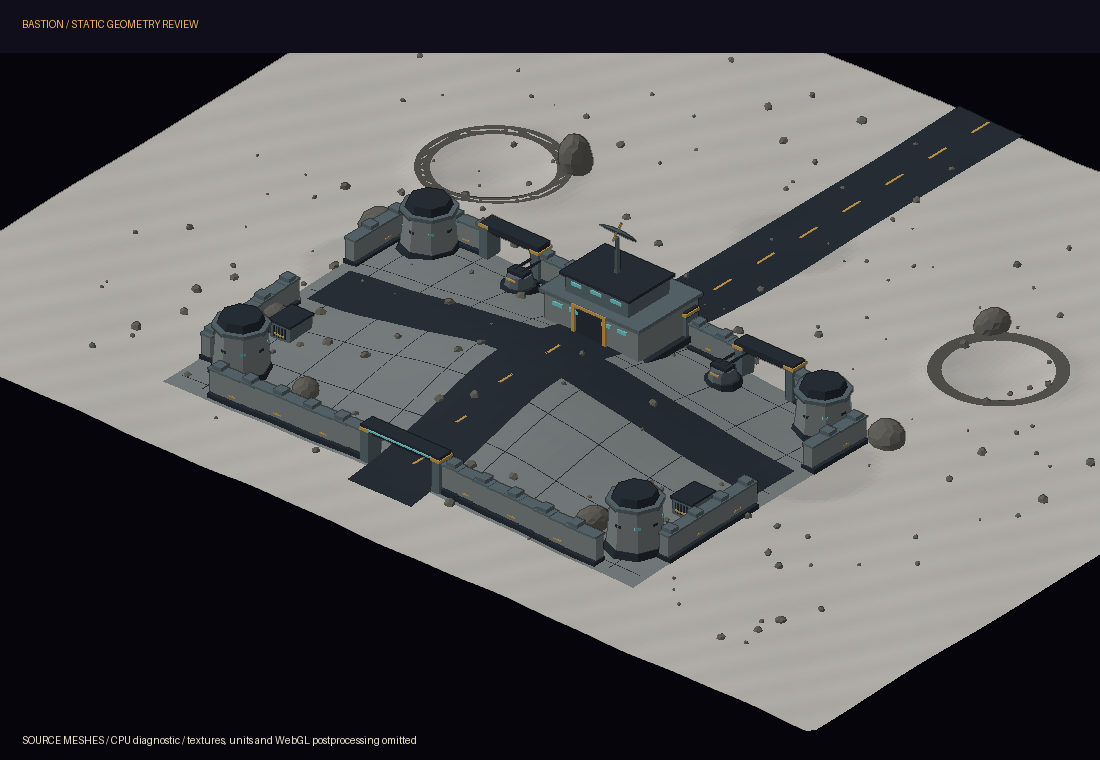 BASTION / STATIC GEOMETRY REVIEW
SOURCE MESHES / CPU diagnostic / textures, units and WebGL postprocessing omitted